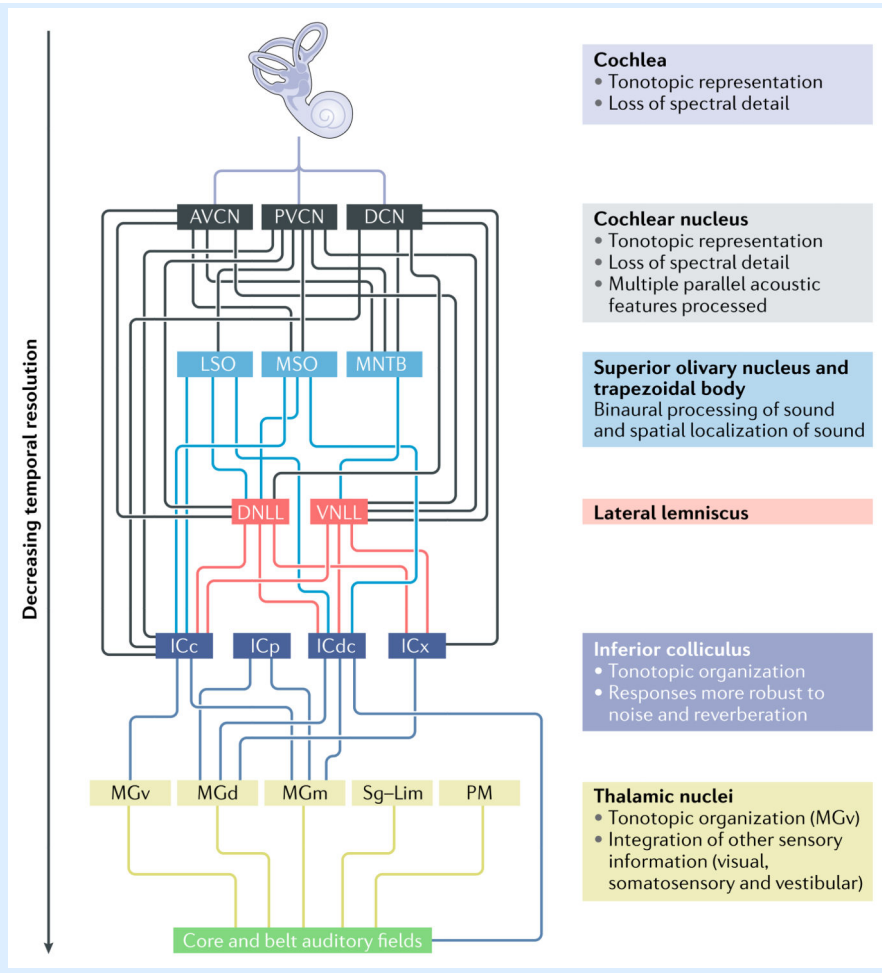 Decreasing temporal resolution
Cochlea
• Tonotopic representation
• Loss of spectral detail
AVCN PVCN DCN
Cochlear nucleus
• Tonotopic representation
• Loss of spectral detail
• Multiple parallel acoustic
features processed
LSO MSO MNTB
Superior olivary nucleus and
trapezoidal body
Binaural processing of sound
and spatial localization of sound
DNLL VNLL
Lateral lemniscus
ICc ICp ICdc ICx
Inferior colliculus
• Tonotopic organization
• Responses more robust to
noise and reverberation
MGv MGd MGm Sg–Lim PM
Thalamic nuclei
• Tonotopic organization (MGv)
• Integration of other sensory
information (visual,
somatosensory and vestibular)
Core and belt auditory fields